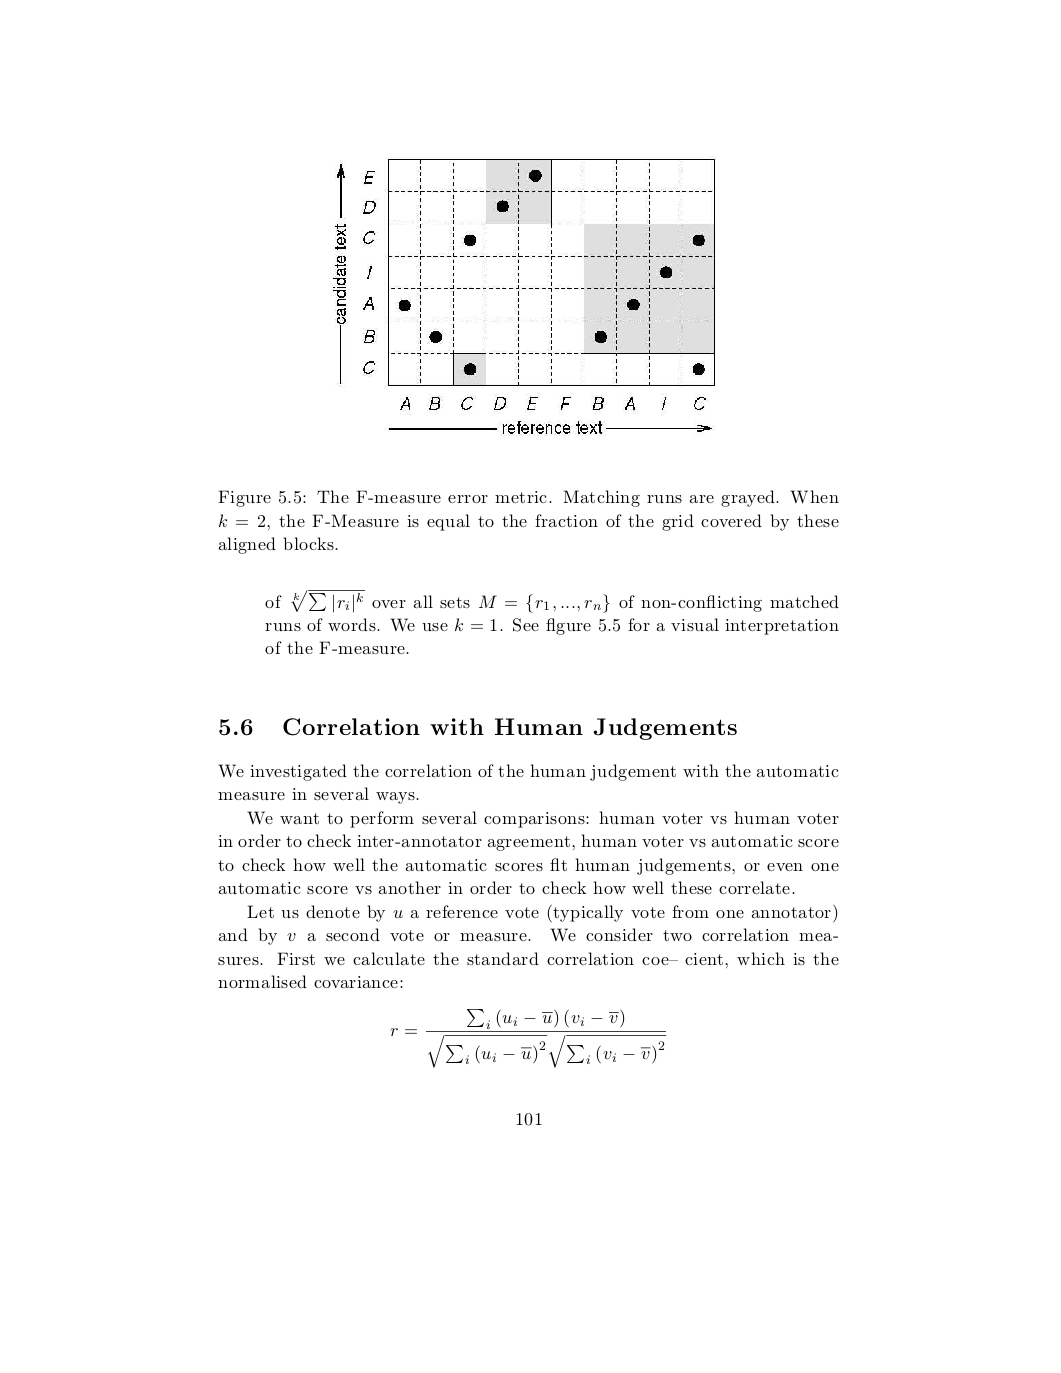 E
D
C
I
A
B
C
candidate text
A B C D E F B A I C
reference text
Figure 5.5: The F-measure error metric. Matching runs are grayed. When
k = 2, the F-Measure is equal to the fraction of the grid covered by these
aligned blocks.
of \sqrt[k]{∑ |r_i|^k} over all sets M = {r_1, ..., r_n} of non-conflicting matched
runs of words. We use k = 1. See figure 5.5 for a visual interpretation
of the F-measure.
5.6 Correlation with Human Judgements
We investigated the correlation of the human judgement with the automatic
measure in several ways.
We want to perform several comparisons: human voter vs human voter
in order to check inter-annotator agreement, human voter vs automatic score
to check how well the automatic scores fit human judgements, or even one
automatic score vs another in order to check how well these correlate.
Let us denote by u a reference vote (typically vote from one annotator)
and by v a second vote or measure. We consider two correlation mea-
sures. First we calculate the standard correlation coe– cient, which is the
normalised covariance:
r = \frac{∑_i (u_i − \overline{u}) (v_i − \overline{v})}{\sqrt{∑_i (u_i − \overline{u})^2} \sqrt{∑_i (v_i − \overline{v})^2}}
101